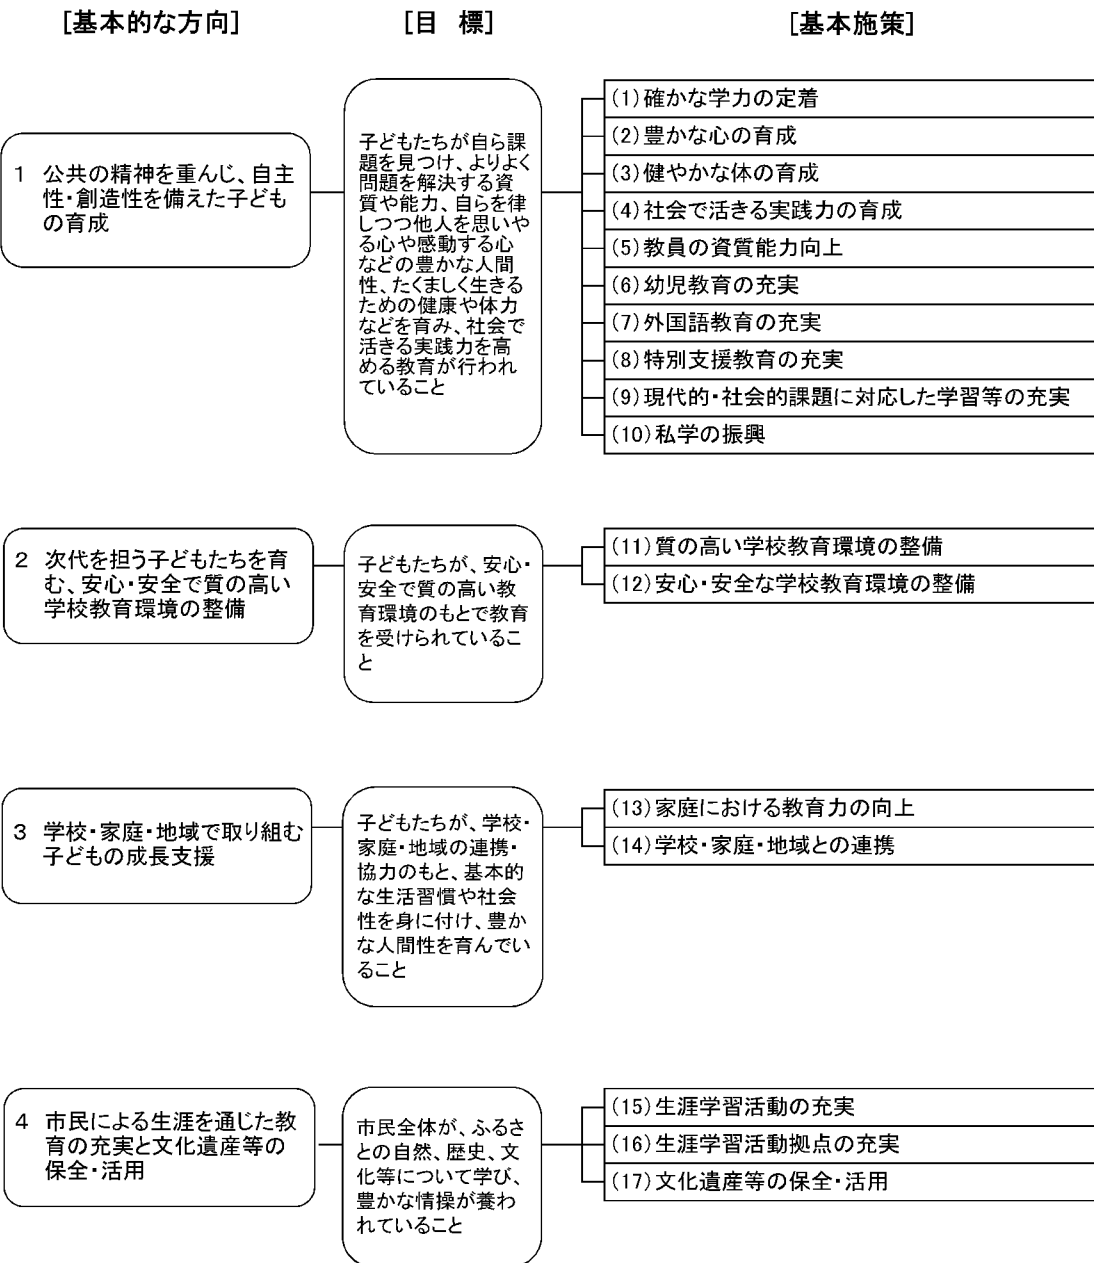 [基本的な方向]
[目 標]
[基本施策]
1 公共の精神を重んじ、自主
性・創造性を備えた子ども
の育成
子どもたちが自ら課
題を見つけ、よりよく
問題を解決する資
質や能力、自らを律
しつつ他人を思いや
る心や感動する心
などの豊かな人間
性、たくましく生きる
ための健康や体力
などを育み、社会で
活きる実践力を高
める教育が行われ
ていること
(1)確かな学力の定着
(2)豊かな心の育成
(3)健やかな体の育成
(4)社会で活きる実践力の育成
(5)教員の資質能力向上
(6)幼児教育の充実
(7)外国語教育の充実
(8)特別支援教育の充実
(9)現代的・社会的課題に対応した学習等の充実
(10)私学の振興
2 次代を担う子どもたちを育
む、安心・安全で質の高い
学校教育環境の整備
子どもたちが、安心・
安全で質の高い教
育環境のもとで教育
を受けられているこ
と
(11)質の高い学校教育環境の整備
(12)安心・安全な学校教育環境の整備
3 学校・家庭・地域で取り組む
子どもの成長支援
子どもたちが、学校・
家庭・地域の連携・
協力のもと、基本的
な生活習慣や社会
性を身に付け、豊か
な人間性を育んでい
ること
(13)家庭における教育力の向上
(14)学校・家庭・地域との連携
4 市民による生涯を通じた教
育の充実と文化遺産等の
保全・活用
市民全体が、ふるさ
との自然、歴史、文
化等について学び、
豊かな情操が養わ
れていること
(15)生涯学習活動の充実
(16)生涯学習活動拠点の充実
(17)文化遺産等の保全・活用